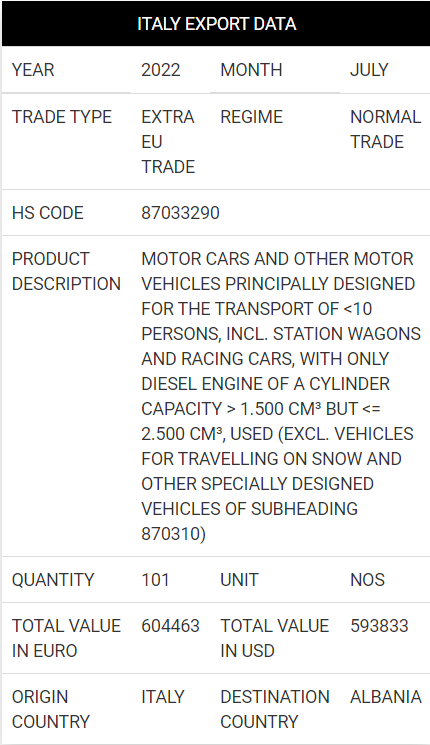 ITALY EXPORT DATA
YEAR 2022 MONTH JULY
TRADE TYPE EXTRA REGIME NORMAL
EU TRADE
TRADE
HS CODE 87033290
PRODUCT MOTOR CARS AND OTHER MOTOR
DESCRIPTION VEHICLES PRINCIPALLY DESIGNED
FOR THE TRANSPORT OF <10
PERSONS, INCL. STATION WAGONS
AND RACING CARS, WITH ONLY
DIESEL ENGINE OF A CYLINDER
CAPACITY > 1.500 CM³ BUT <=
2.500 CM³, USED (EXCL. VEHICLES
FOR TRAVELLING ON SNOW AND
OTHER SPECIALLY DESIGNED
VEHICLES OF SUBHEADING
870310)
QUANTITY 101 UNIT NOS
TOTAL VALUE 604463 TOTAL VALUE 593833
IN EURO IN USD
ORIGIN ITALY DESTINATION ALBANIA
COUNTRY COUNTRY